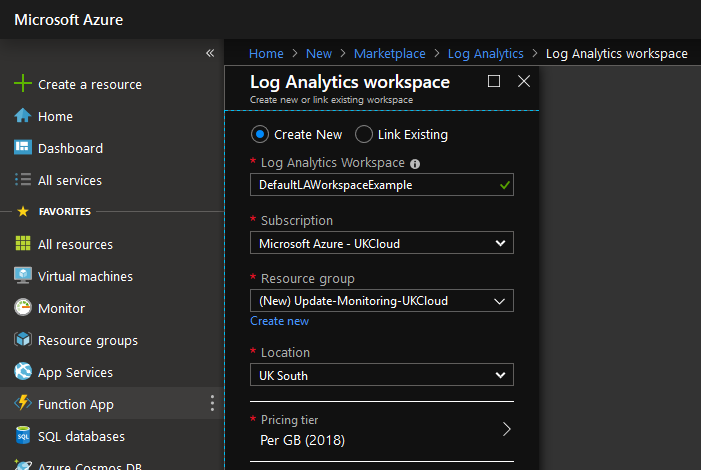 Microsoft Azure
«
Home > New > Marketplace > Log Analytics > Log Analytics workspace
Create a resource
Home
Dashboard
All services
FAVORITES
All resources
Virtual machines
Monitor
Resource groups
App Services
Function App
SQL databases
Azure Cosmos DB
Log Analytics workspace
Create new or link existing workspace
Create New Link Existing
* Log Analytics Workspace
DefaultLAWorkspaceExample
* Subscription
Microsoft Azure - UKCloud
* Resource group
(New) Update-Monitoring-UKCloud
Create new
* Location
UK South
* Pricing tier
Per GB (2018)